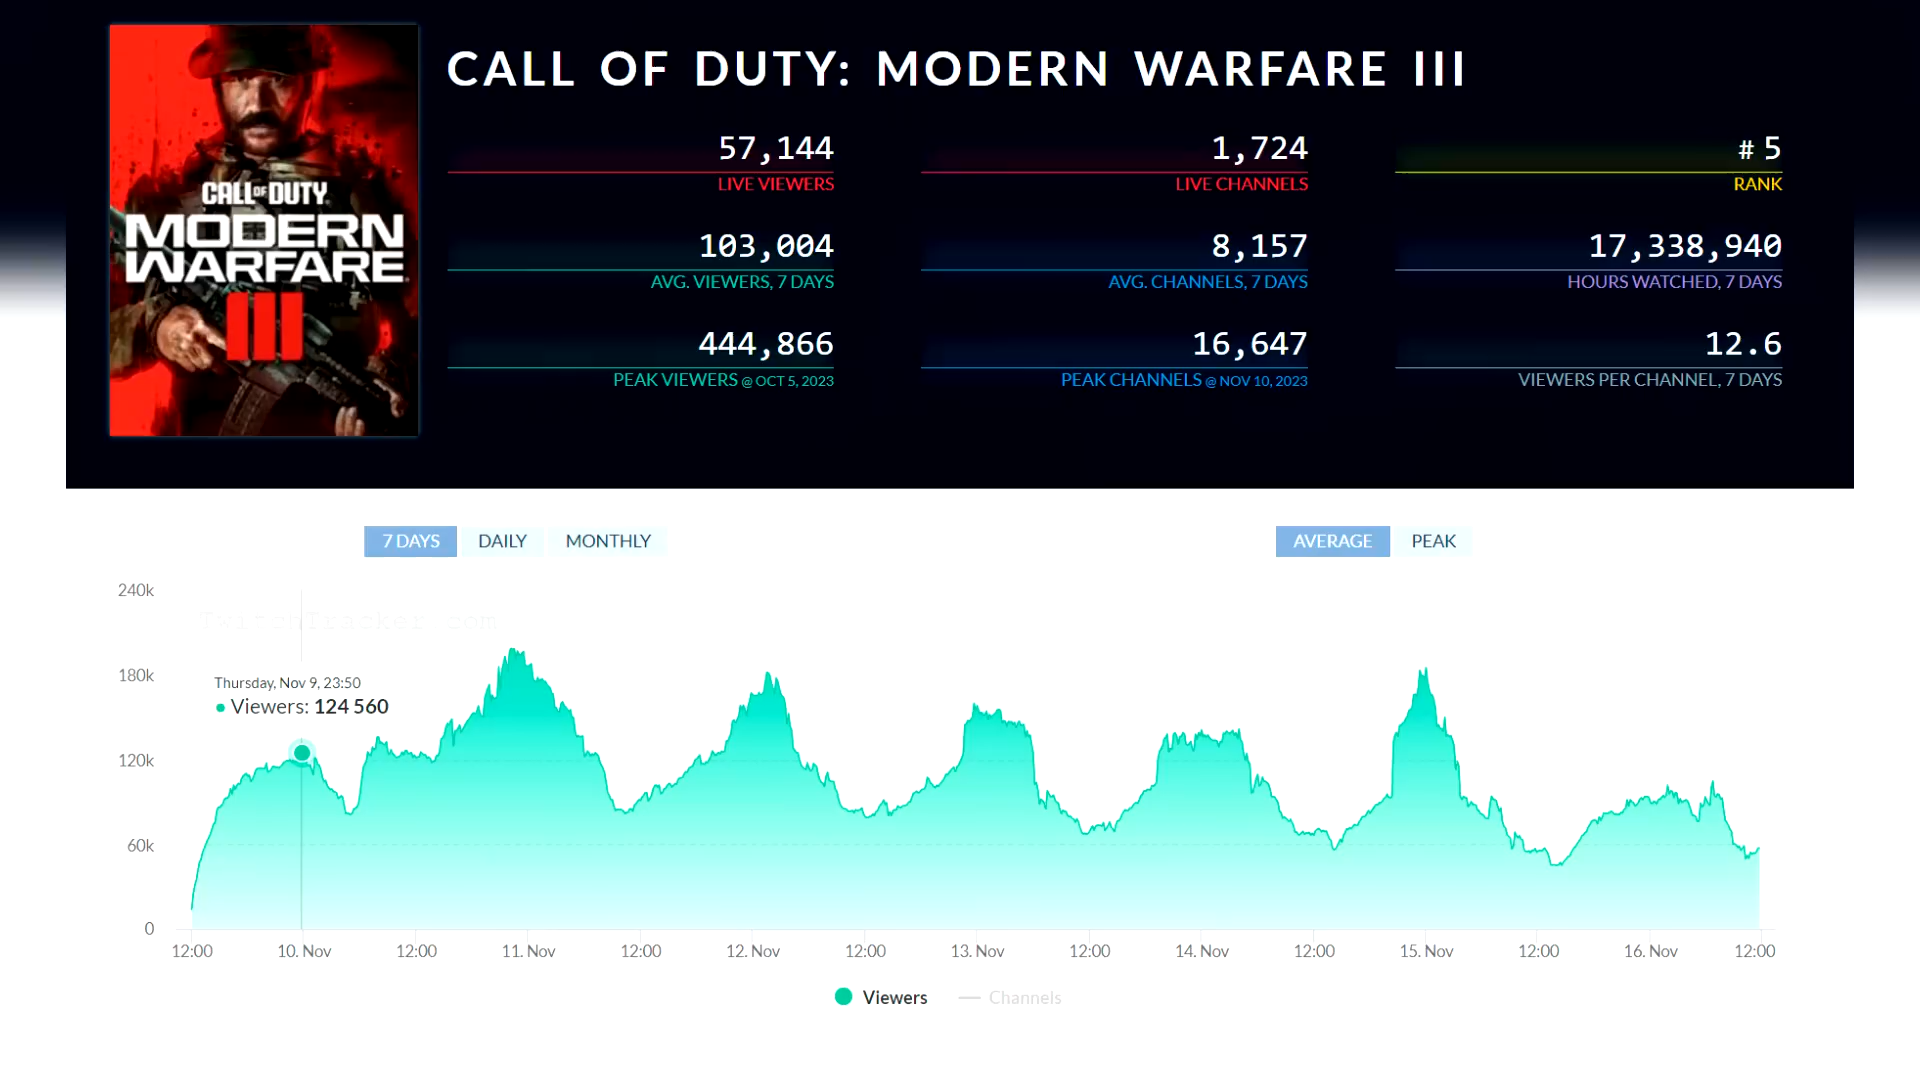 CALL OF DUTY: MODERN WARFARE III
CALL OF DUTY
MODERN
WARFARE
III
57,144
LIVE VIEWERS
1,724
LIVE CHANNELS
# 5
RANK
103,004
AVG. VIEWERS, 7 DAYS
8,157
AVG. CHANNELS, 7 DAYS
17,338,940
HOURS WATCHED, 7 DAYS
444,866
PEAK VIEWERS @ OCT 5, 2023
16,647
PEAK CHANNELS @ NOV 10, 2023
12.6
VIEWERS PER CHANNEL, 7 DAYS
7 DAYS DAILY MONTHLY
AVERAGE PEAK
240k
180k
120k
60k
0
TwitchTracker.com
Thursday, Nov 9, 23:50
Viewers: 124 560
12:00 10. Nov 12:00 11. Nov 12:00 12. Nov 12:00 13. Nov 12:00 14. Nov 12:00 15. Nov 12:00 16. Nov 12:00
Viewers Channels